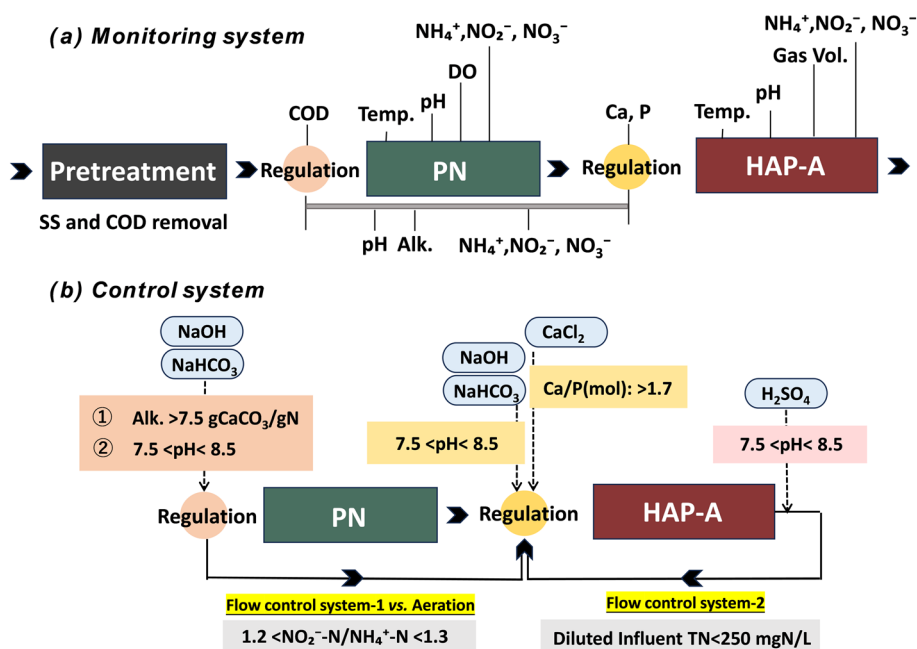 (a) Monitoring system
NH₄⁺,NO₂⁻, NO₃⁻
DO
pH
Temp.
COD
Ca, P
NH₄⁺,NO₂⁻, NO₃⁻
Gas Vol.
pH
Temp.
Pretreatment
Regulation
PN
Regulation
HAP-A
SS and COD removal
pH
Alk.
NH₄⁺,NO₂⁻, NO₃⁻
(b) Control system
NaOH
NaHCO₃
① Alk. >7.5 gCaCO₃/gN
② 7.5 <pH< 8.5
NaOH
NaHCO₃
CaCl₂
Ca/P(mol): >1.7
7.5 <pH< 8.5
H₂SO₄
7.5 <pH< 8.5
Regulation
PN
Regulation
HAP-A
Flow control system-1 vs. Aeration
1.2 <NO₂⁻-N/NH₄⁺-N <1.3
Flow control system-2
Diluted Influent TN<250 mgN/L